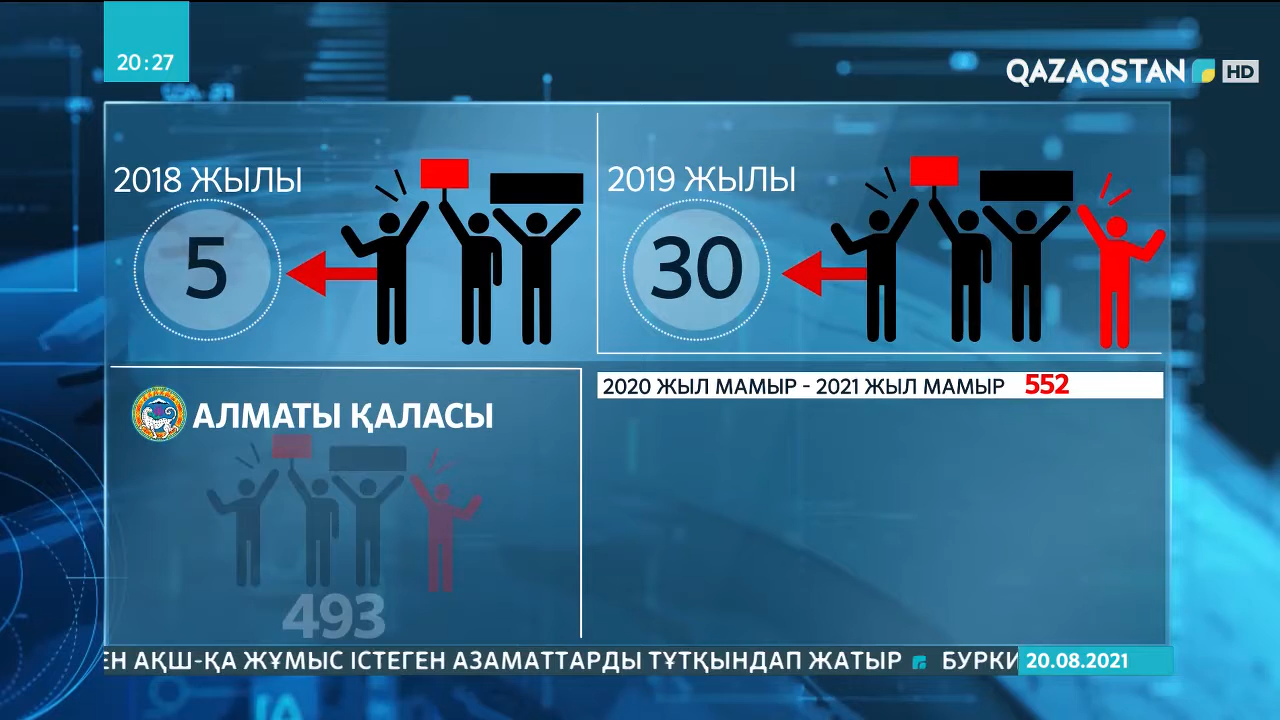 20:27
QAZAQSTAN HD
2018 ЖЫЛЫ
5
2019 ЖЫЛЫ
30
АЛМАТЫ ҚАЛАСЫ
493
2020 ЖЫЛ МАМЫР - 2021 ЖЫЛ МАМЫР 552
ЕН АҚШ-ҚА ЖҰМЫС ІСТЕГЕН АЗАМАТТАРДЫ ТҰТҚЫНДАП ЖАТЫР БУРКИ
20.08.2021